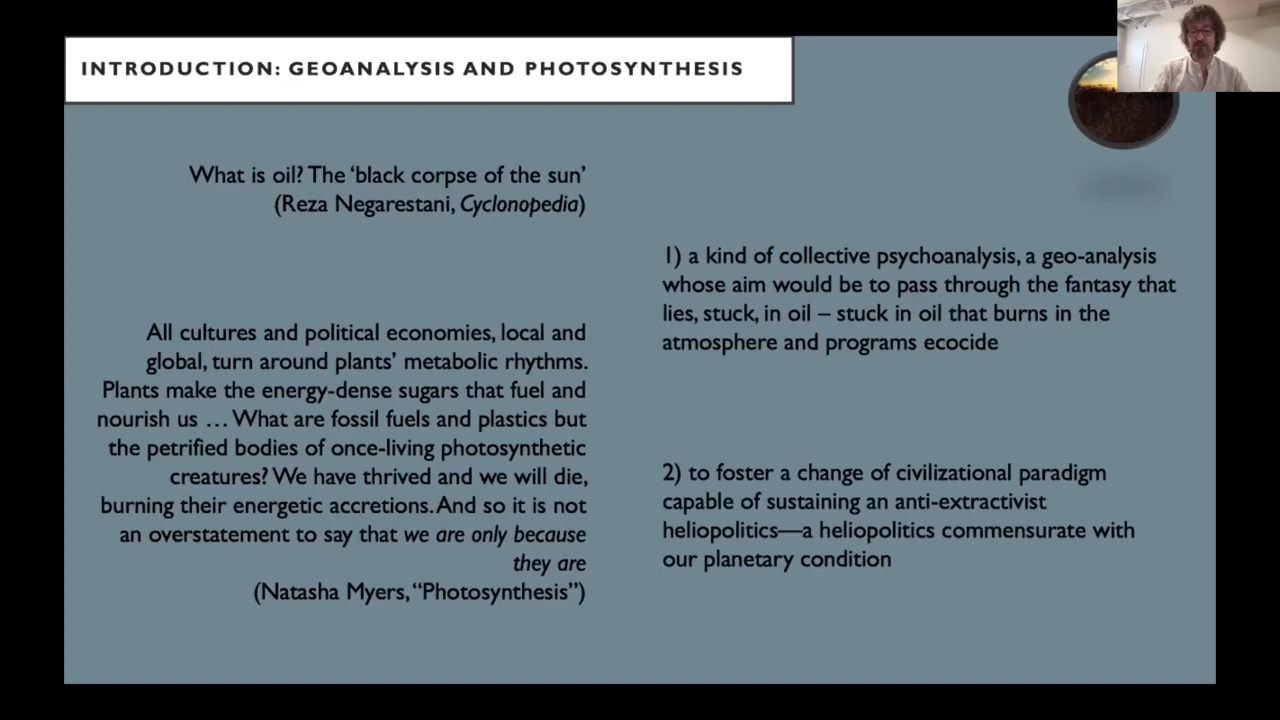 INTRODUCTION: GEOANALYSIS AND PHOTOSYNTHESIS
What is oil? The ‘black corpse of the sun’
(Reza Negarestani, Cyclonopedia)
All cultures and political economies, local and
global, turn around plants’ metabolic rhythms.
Plants make the energy-dense sugars that fuel and
nourish us … What are fossil fuels and plastics but
the petrified bodies of once-living photosynthetic
creatures? We have thrived and we will die,
burning their energetic accretions. And so it is not
an overstatement to say that we are only because
they are
(Natasha Myers, “Photosynthesis”)
1) a kind of collective psychoanalysis, a geo-analysis
whose aim would be to pass through the fantasy that
lies, stuck, in oil – stuck in oil that burns in the
atmosphere and programs ecocide
2) to foster a change of civilizational paradigm
capable of sustaining an anti-extractivist
heliopolitics—a heliopolitics commensurate with
our planetary condition